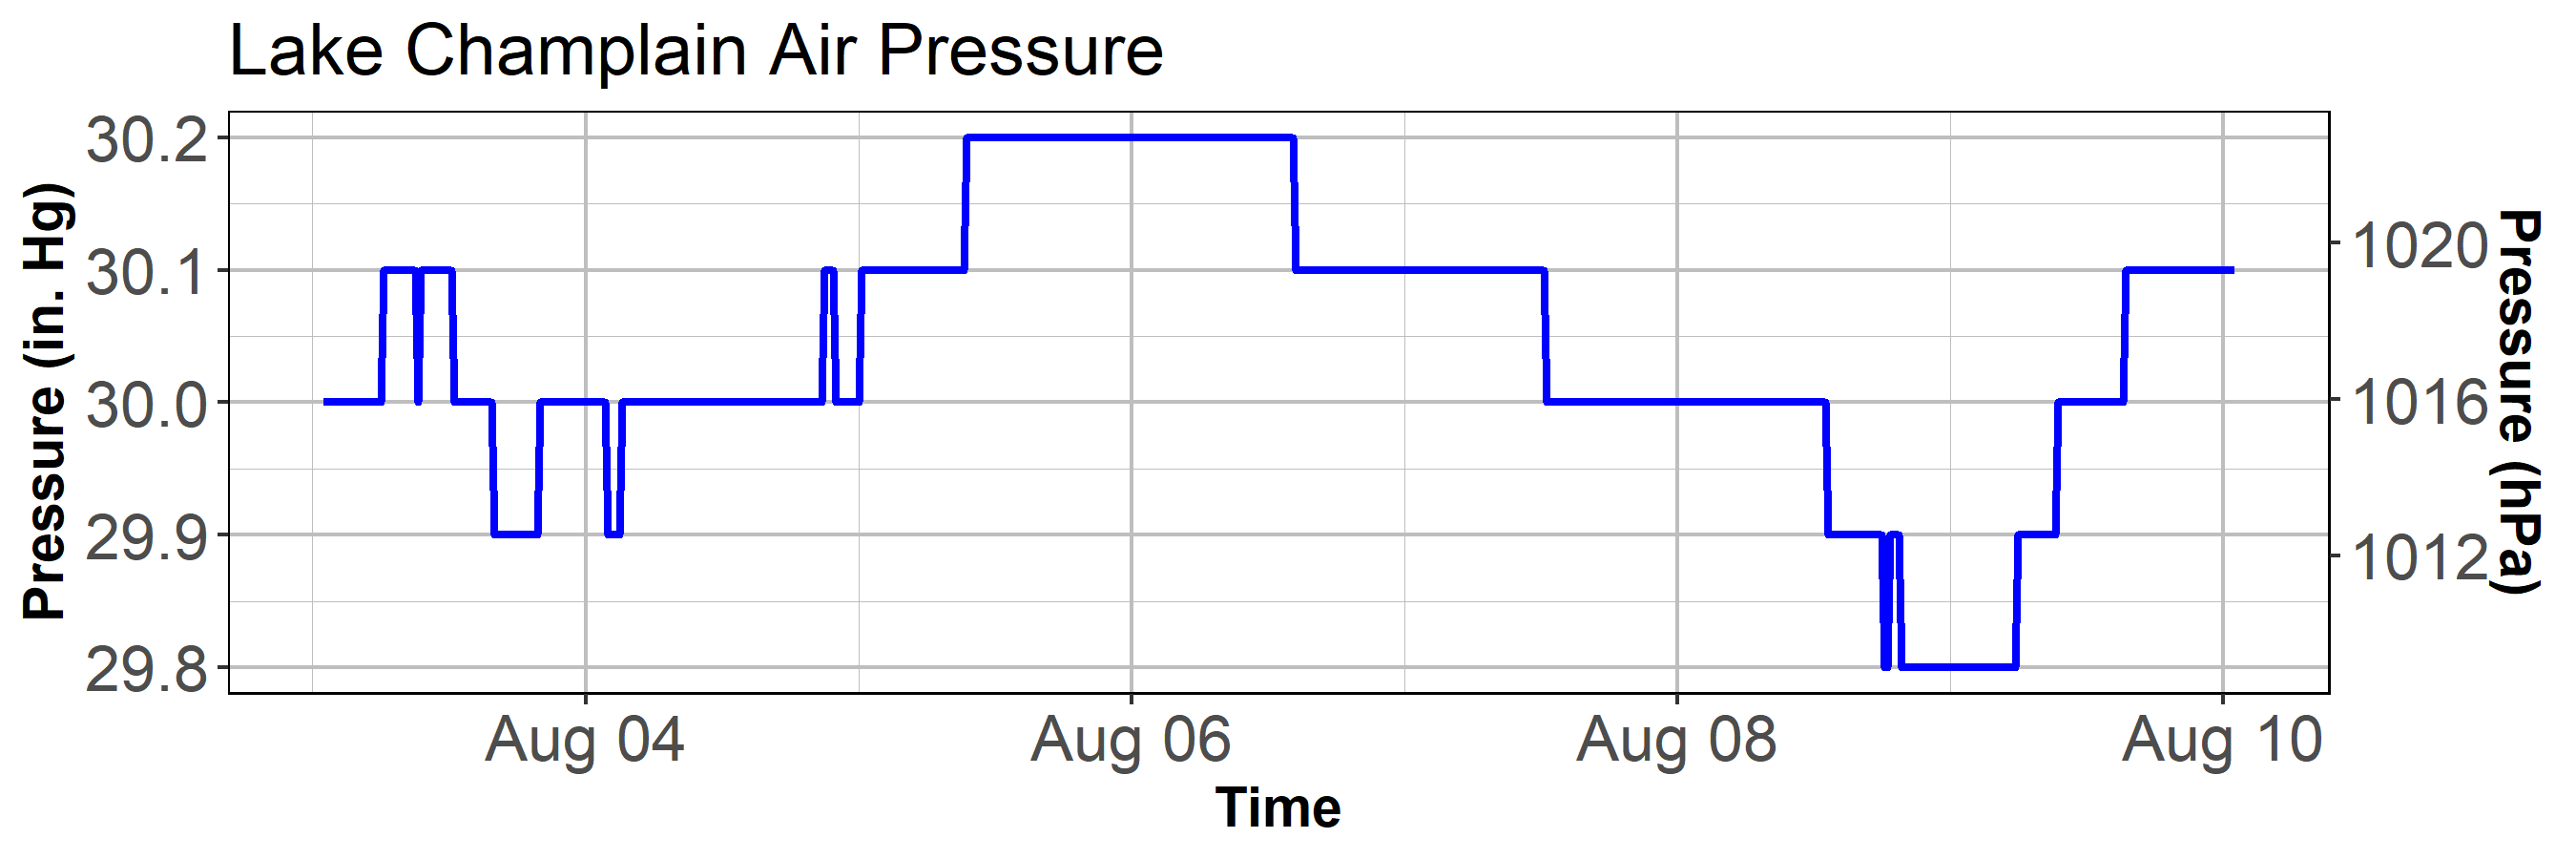 Lake Champlain Air Pressure
Pressure (in. Hg)
30.2
30.1
30.0
29.9
29.8
1020
1016
1012
Pressure (hPa)
Aug 04
Aug 06
Aug 08
Aug 10
Time